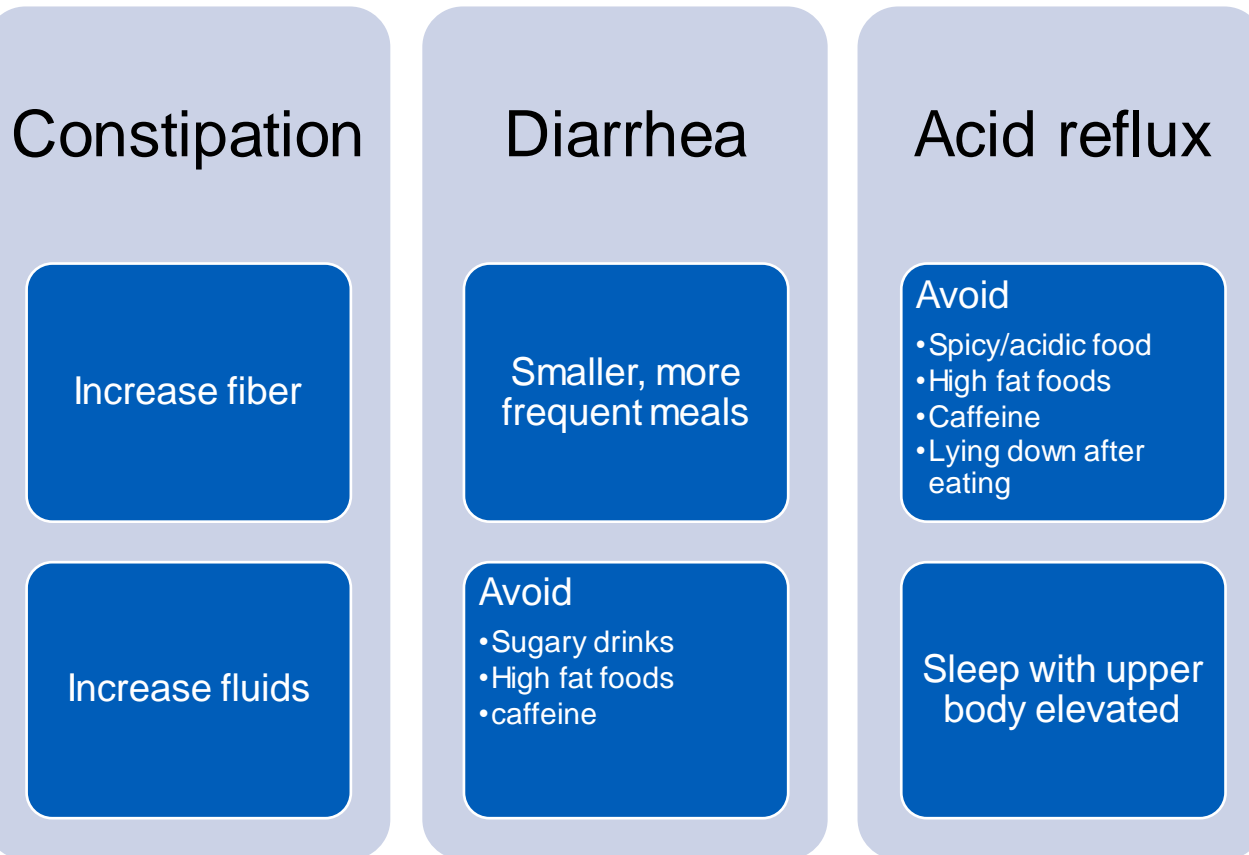 Constipation
Increase fiber
Increase fluids
Diarrhea
Smaller, more
frequent meals
Avoid
•Sugary drinks
•High fat foods
•caffeine
Acid reflux
Avoid
•Spicy/acidic food
•High fat foods
•Caffeine
•Lying down after
eating
Sleep with upper
body elevated